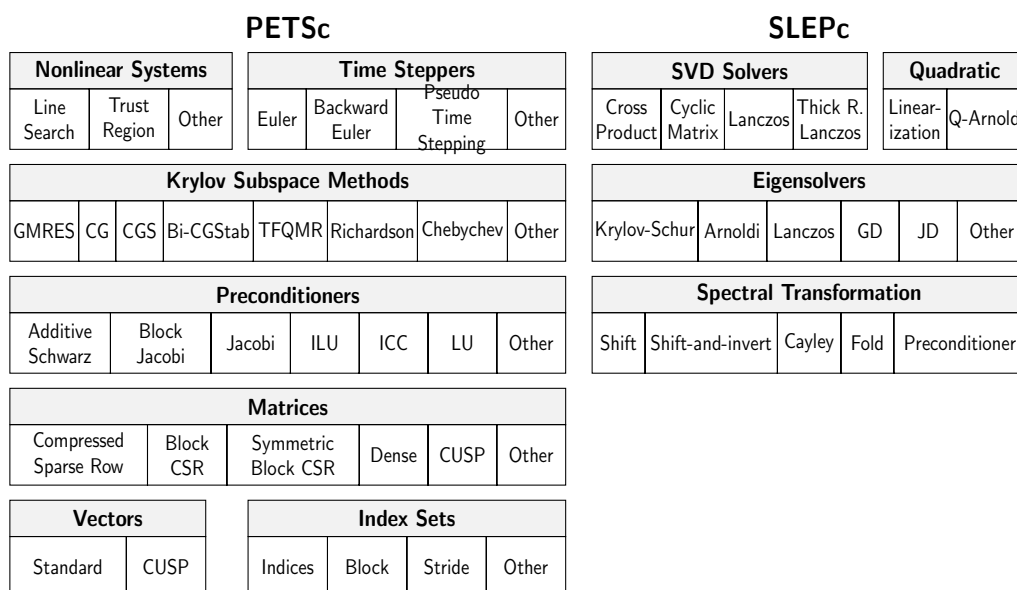 PETSc
Nonlinear Systems
Line
Search
Trust
Region
Other
Time Steppers
Euler
Backward
Euler
Pseudo
Time
Stepping
Other
Krylov Subspace Methods
GMRES
CG
CGS
Bi-CGStab
TFQMR
Richardson
Chebychev
Other
Preconditioners
Additive
Schwarz
Block
Jacobi
Jacobi
ILU
ICC
LU
Other
Matrices
Compressed
Sparse Row
Block
CSR
Symmetric
Block CSR
Dense
CUSP
Other
Vectors
Standard
CUSP
Index Sets
Indices
Block
Stride
Other
SLEPc
SVD Solvers
Cross
Product
Cyclic
Matrix
Lanczos
Thick R.
Lanczos
Quadratic
Linear-
ization
Q-Arnoldi
Eigensolvers
Krylov-Schur
Arnoldi
Lanczos
GD
JD
Other
Spectral Transformation
Shift
Shift-and-invert
Cayley
Fold
Preconditioner